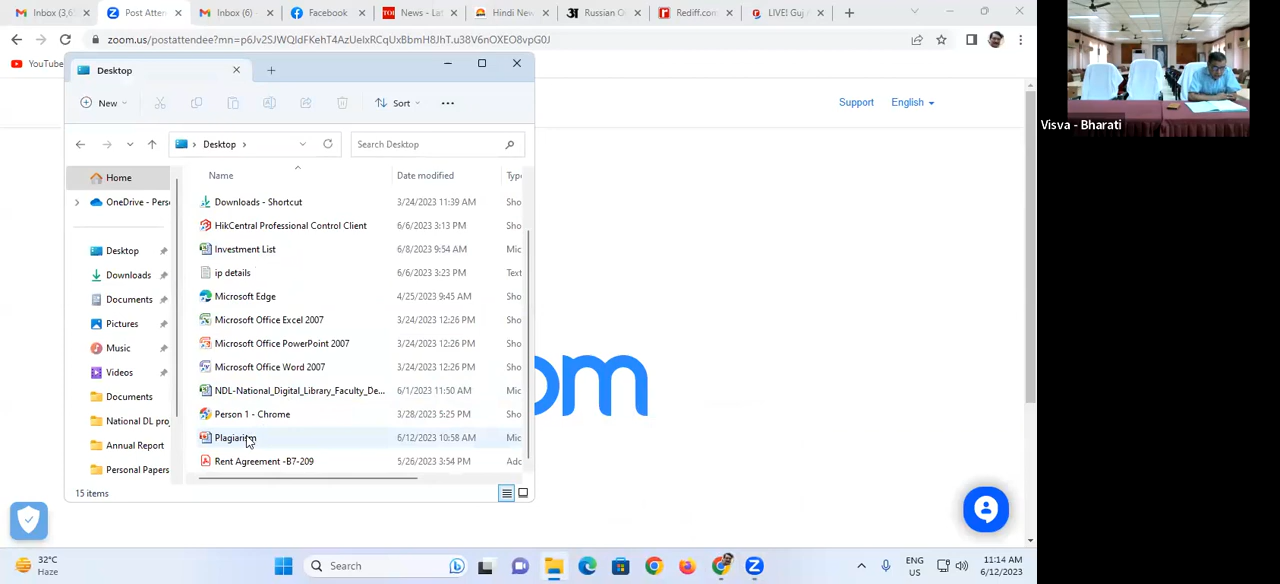 Inbox (3,6
Post Atten
Inbox (6) -
Facebook
TOI
News - Lat
Hindi New
Russian O
Rediff.com
LIVE! Guj
zoom.us/postattendee?mn=p6Jv2SJWQIdFKehT4AzUelxRCqUxBbmH8JhT.u38V6nOXEO8vpG0J
YouTube
Desktop
New
Sort
Desktop
Search Desktop
Support
English
Visva - Bharati
Home
OneDrive - Perso
Desktop
Downloads
Documents
Pictures
Music
Videos
Documents
National DL proj
Annual Report
Personal Papers
Name
Date modified
Type
Downloads - Shortcut
3/24/2023 11:39 AM
Sho
HikCentral Professional Control Client
6/6/2023 3:13 PM
Sho
Investment List
6/8/2023 9:54 AM
Mic
ip details
6/6/2023 3:23 PM
Text
Microsoft Edge
4/25/2023 9:45 AM
Sho
Microsoft Office Excel 2007
3/24/2023 12:26 PM
Sho
Microsoft Office PowerPoint 2007
3/24/2023 12:26 PM
Sho
Microsoft Office Word 2007
3/24/2023 12:26 PM
Sho
NDL-National_Digital_Library_Faculty_De...
6/1/2023 11:50 AM
Mic
Person 1 - Chrome
3/28/2023 5:25 PM
Sho
Plagiarism
6/12/2023 10:58 AM
Mic
Rent Agreement -B7-209
5/26/2023 3:54 PM
Ado
15 items
om
32°C
Haze
Search
ENG
US
11:14 AM
6/12/2023